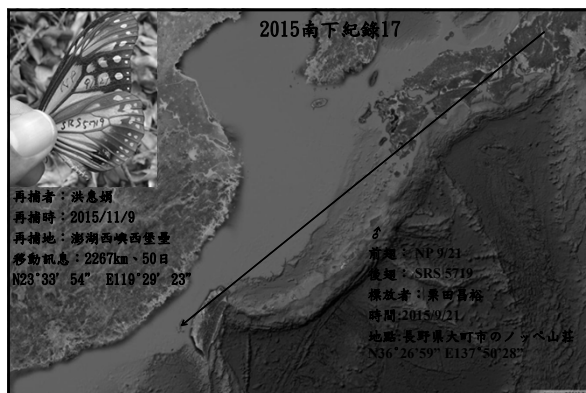 2015南下紀錄17
NP
SRS5719
再捕者：洪息娟
再捕時：2015/11/9
再捕地：澎湖西嶼西堡壘
移動訊息：2267km、50日
N23°33' 54" E119°29' 23"
♂
前翅： NP 9/21
後翅： SRS 5719
標放者：栗田昌裕
時間:2015/9/21
地點:長野県大町市のノッペ山荘
N36°26'59" E137°50'28"